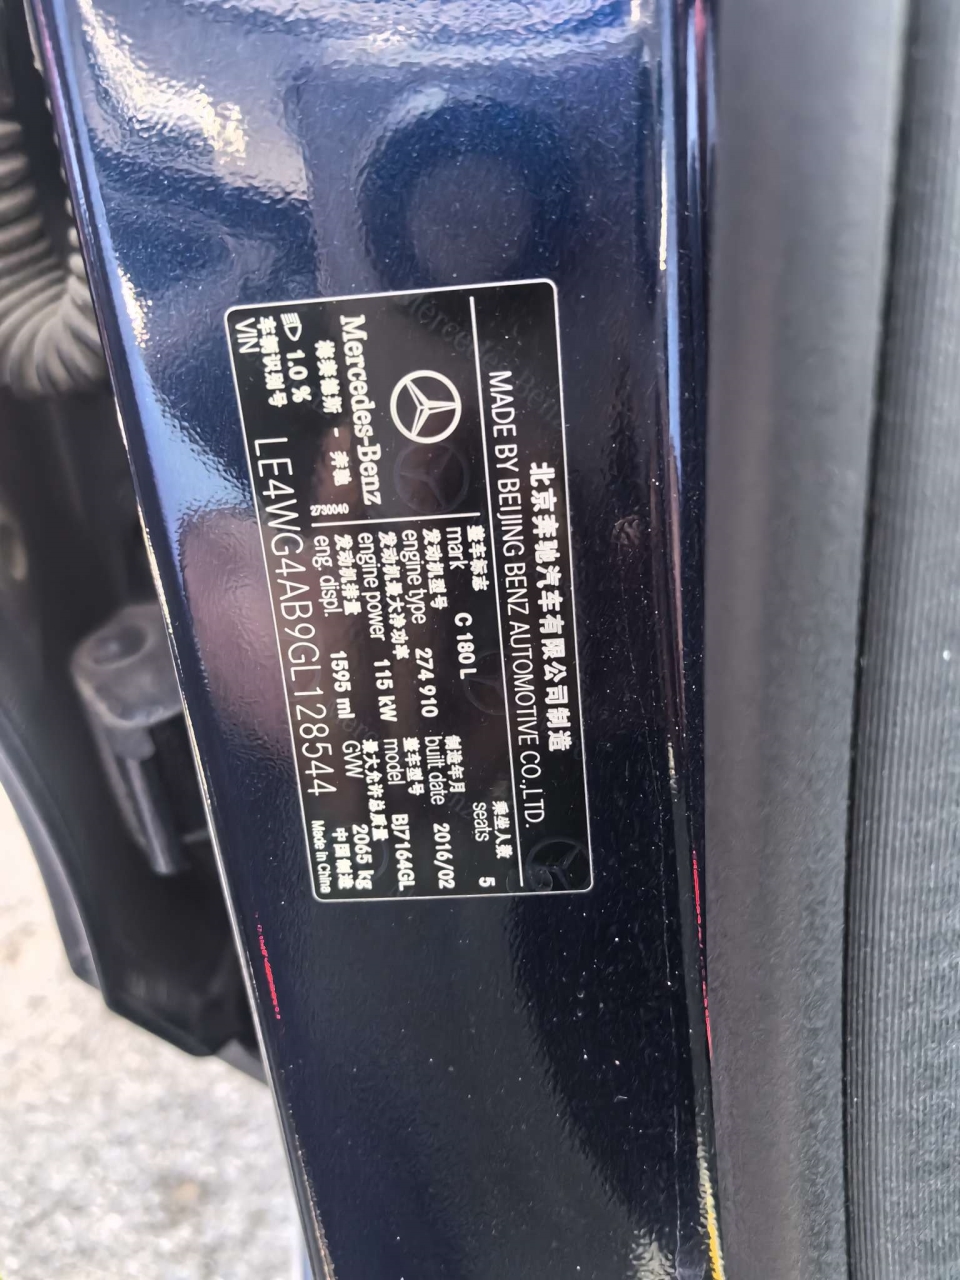 北京奔驰汽车有限公司制造
MADE BY BEIJING BENZ AUTOMOTIVE CO.,LTD.
整车标志
mark C 180 L
乘坐人数
seats 5
发动机型号
engine type 274 910
制造年月
built date 2016/02
发动机最大净功率
engine power 115 kW
整车型号
model BJ7164GL
发动机排量
eng. displ. 1595 ml
最大允许总质量
GVW 2065 kg
Mercedes-Benz
梅赛德斯 - 奔驰
2730040
1.0 %
车辆识别号
VIN LE4WG4AB9GL128544
中国制造
Made in China